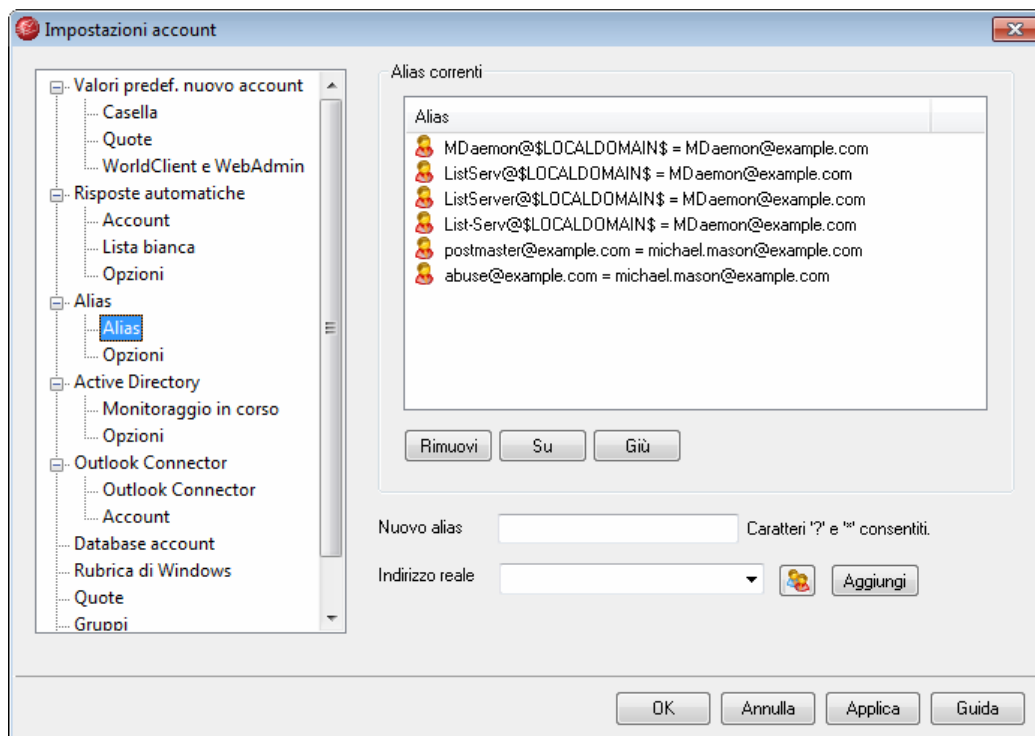 Impostazioni account
Valori predef. nuovo account
Casella
Quote
WorldClient e WebAdmin
Risposte automatiche
Account
Lista bianca
Opzioni
Alias
Alias
Opzioni
Active Directory
Monitoraggio in corso
Opzioni
Outlook Connector
Outlook Connector
Account
Database account
Rubrica di Windows
Quote
Gruppi
Alias correnti
Alias
MDaemon@$LOCALDOMAIN$ = MDaemon@example.com
ListServ@$LOCALDOMAIN$ = MDaemon@example.com
ListServer@$LOCALDOMAIN$ = MDaemon@example.com
List-Serv@$LOCALDOMAIN$ = MDaemon@example.com
postmaster@example.com = michael.mason@example.com
abuse@example.com = michael.mason@example.com
Rimuovi Su Giù
Nuovo alias Caratteri '?' e '*' consentiti.
Indirizzo reale Aggiungi
OK Annulla Applica Guida